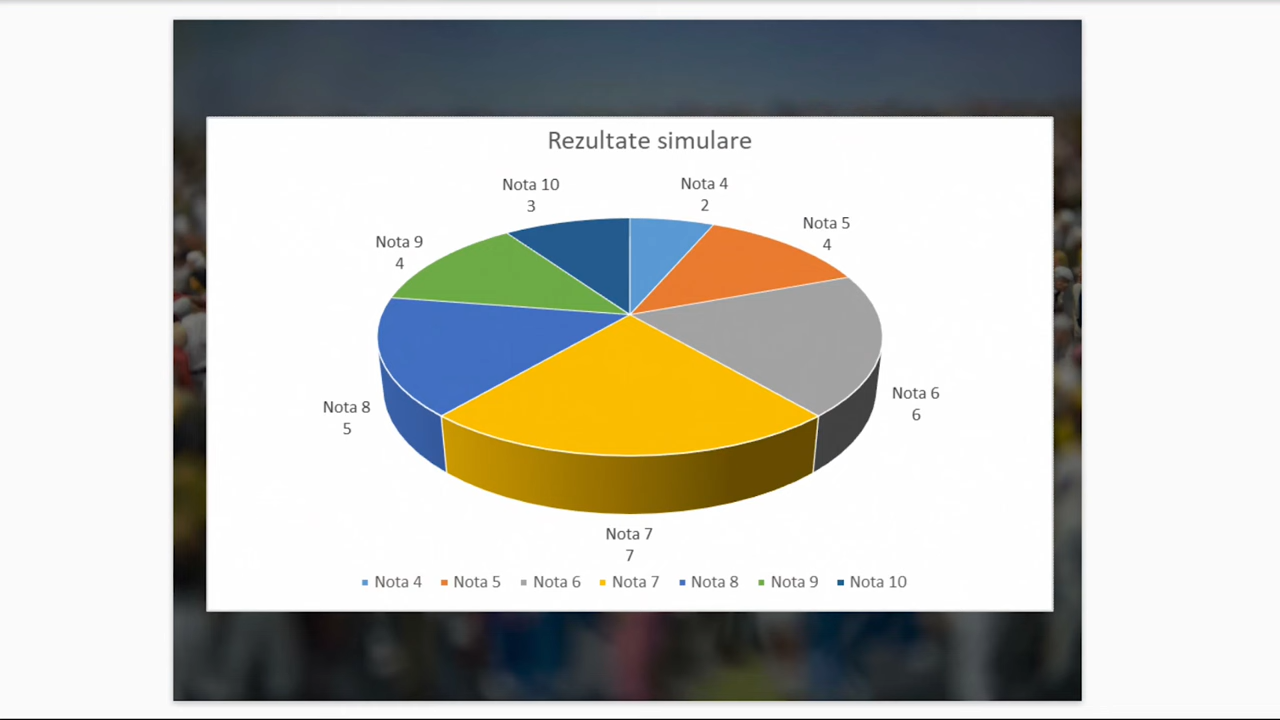 Rezultate simulare
Nota 10
3
Nota 4
2
Nota 5
4
Nota 9
4
Nota 6
6
Nota 8
5
Nota 7
7
Nota 4 Nota 5 Nota 6 Nota 7 Nota 8 Nota 9 Nota 10